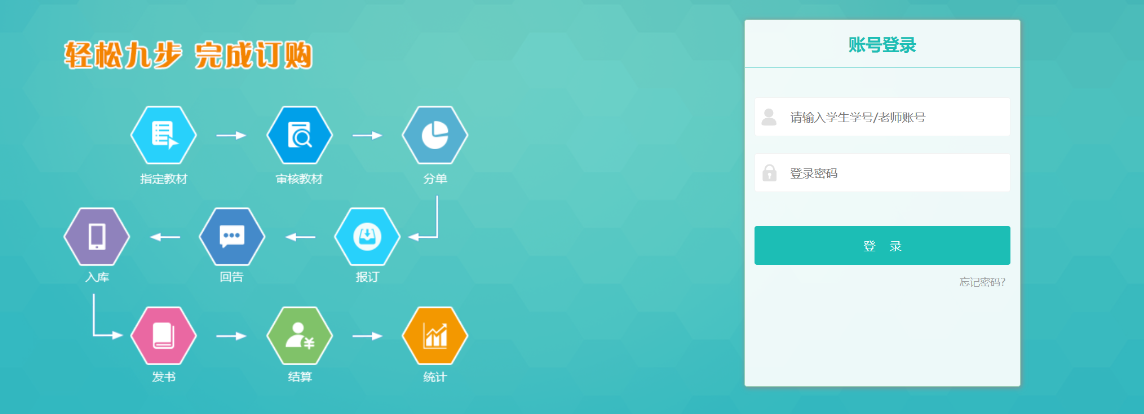 轻松九步 完成订购
指定教材
审核教材
分单
入库
回告
报订
发书
结算
统计
账号登录
请输入学生学号/老师账号
登录密码
登 录
忘记密码?